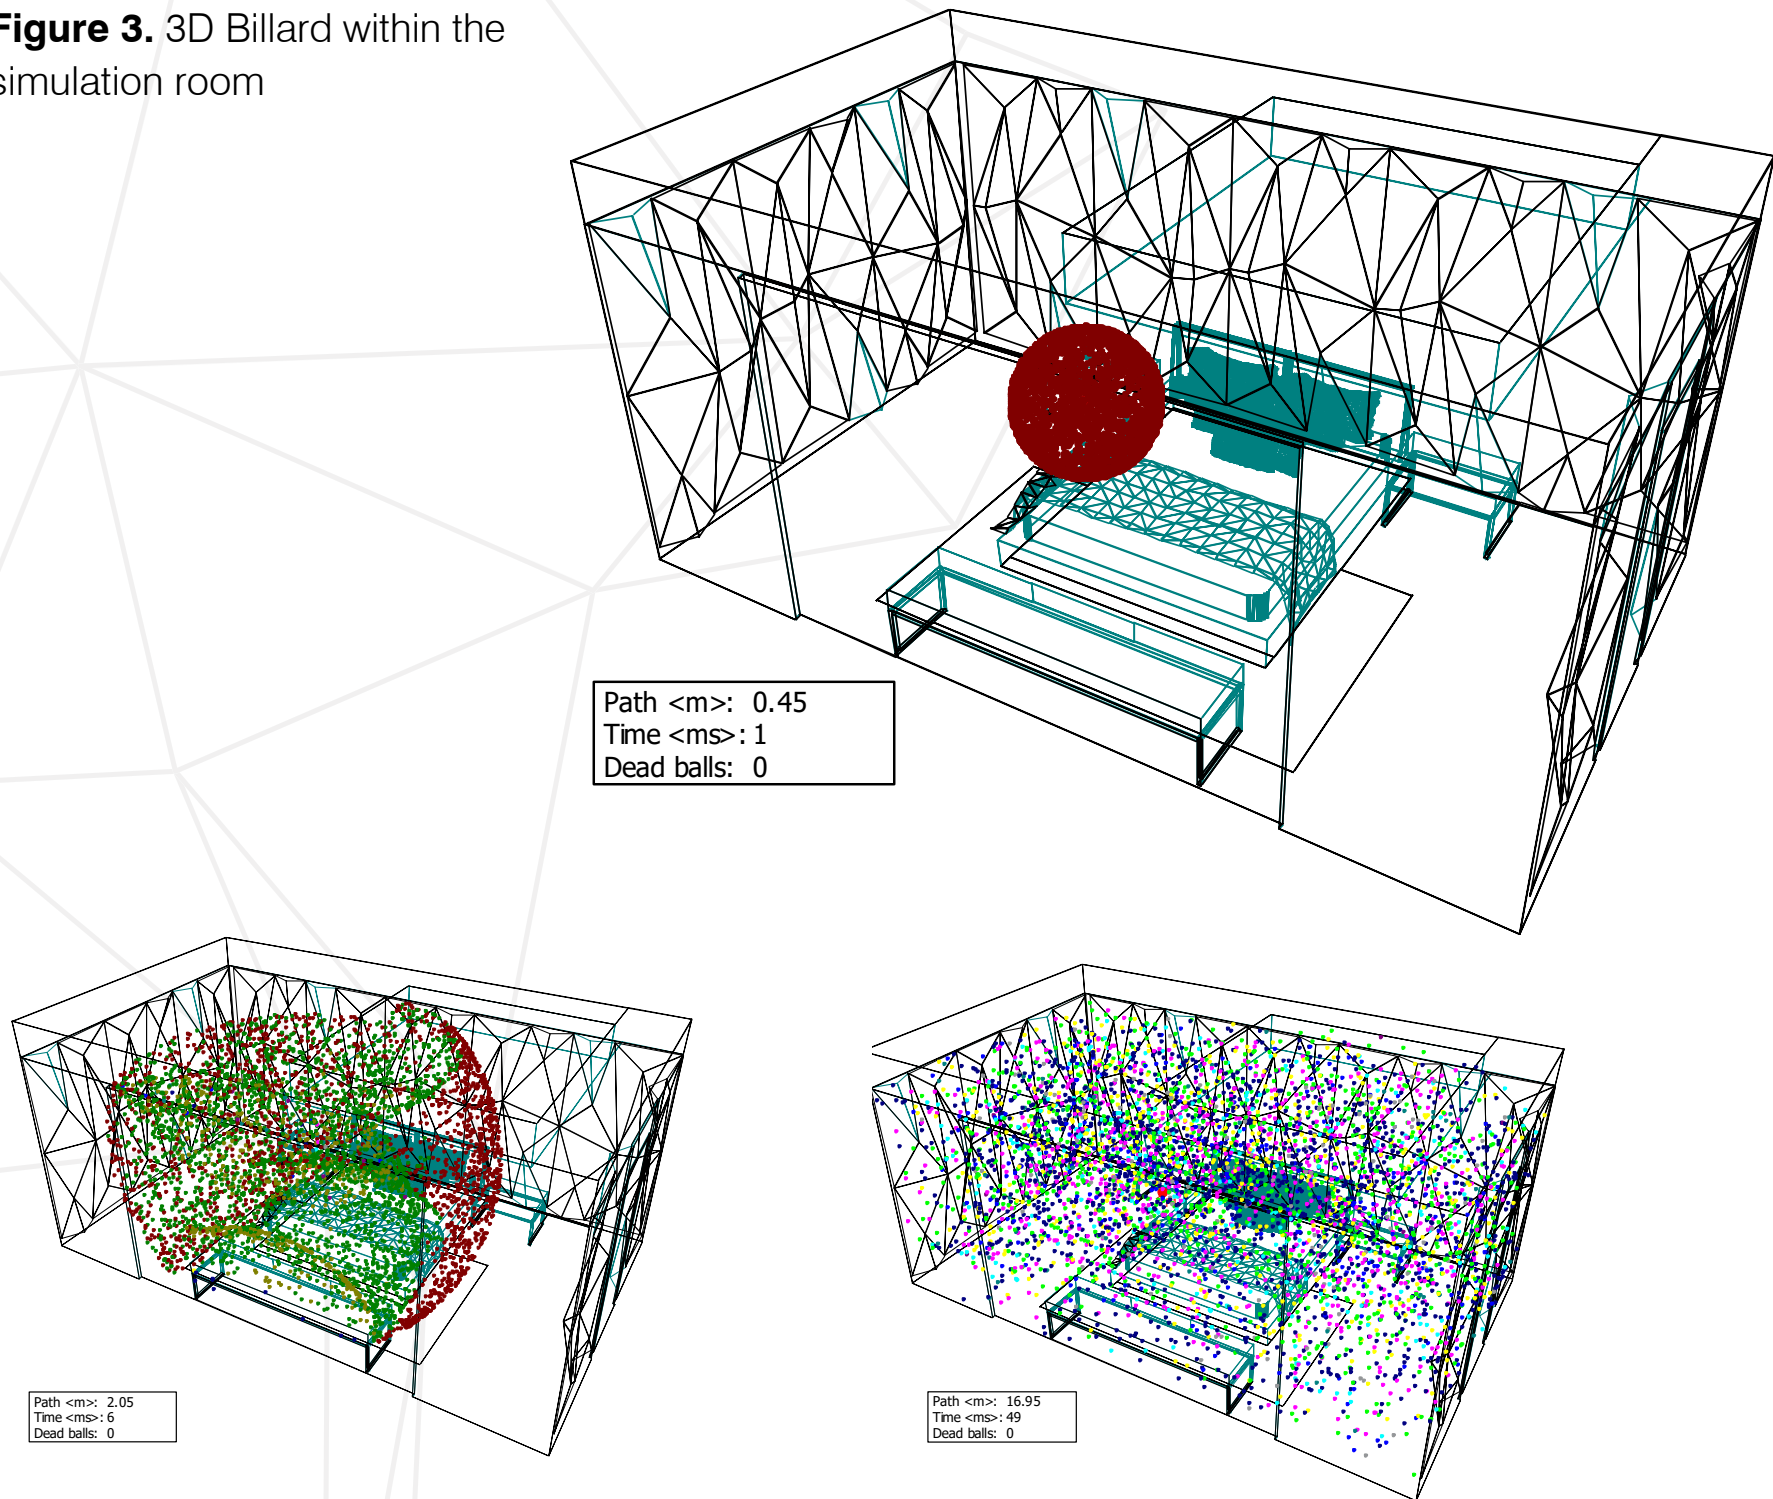 Figure 3. 3D Billard within the
simulation room
Path <m>: 0.45
Time <ms>: 1
Dead balls: 0
Path <m>: 2.05
Time <ms>: 6
Dead balls: 0
Path <m>: 16.95
Time <ms>: 49
Dead balls: 0